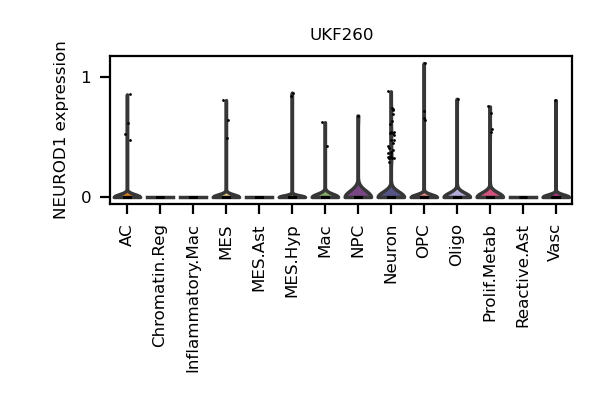 UKF260
NEUROD1 expression
1
0
AC
Chromatin.Reg
Inflammatory.Mac
MES
MES.Ast
MES.Hyp
Mac
NPC
Neuron
OPC
Oligo
Prolif.Metab
Reactive.Ast
Vasc